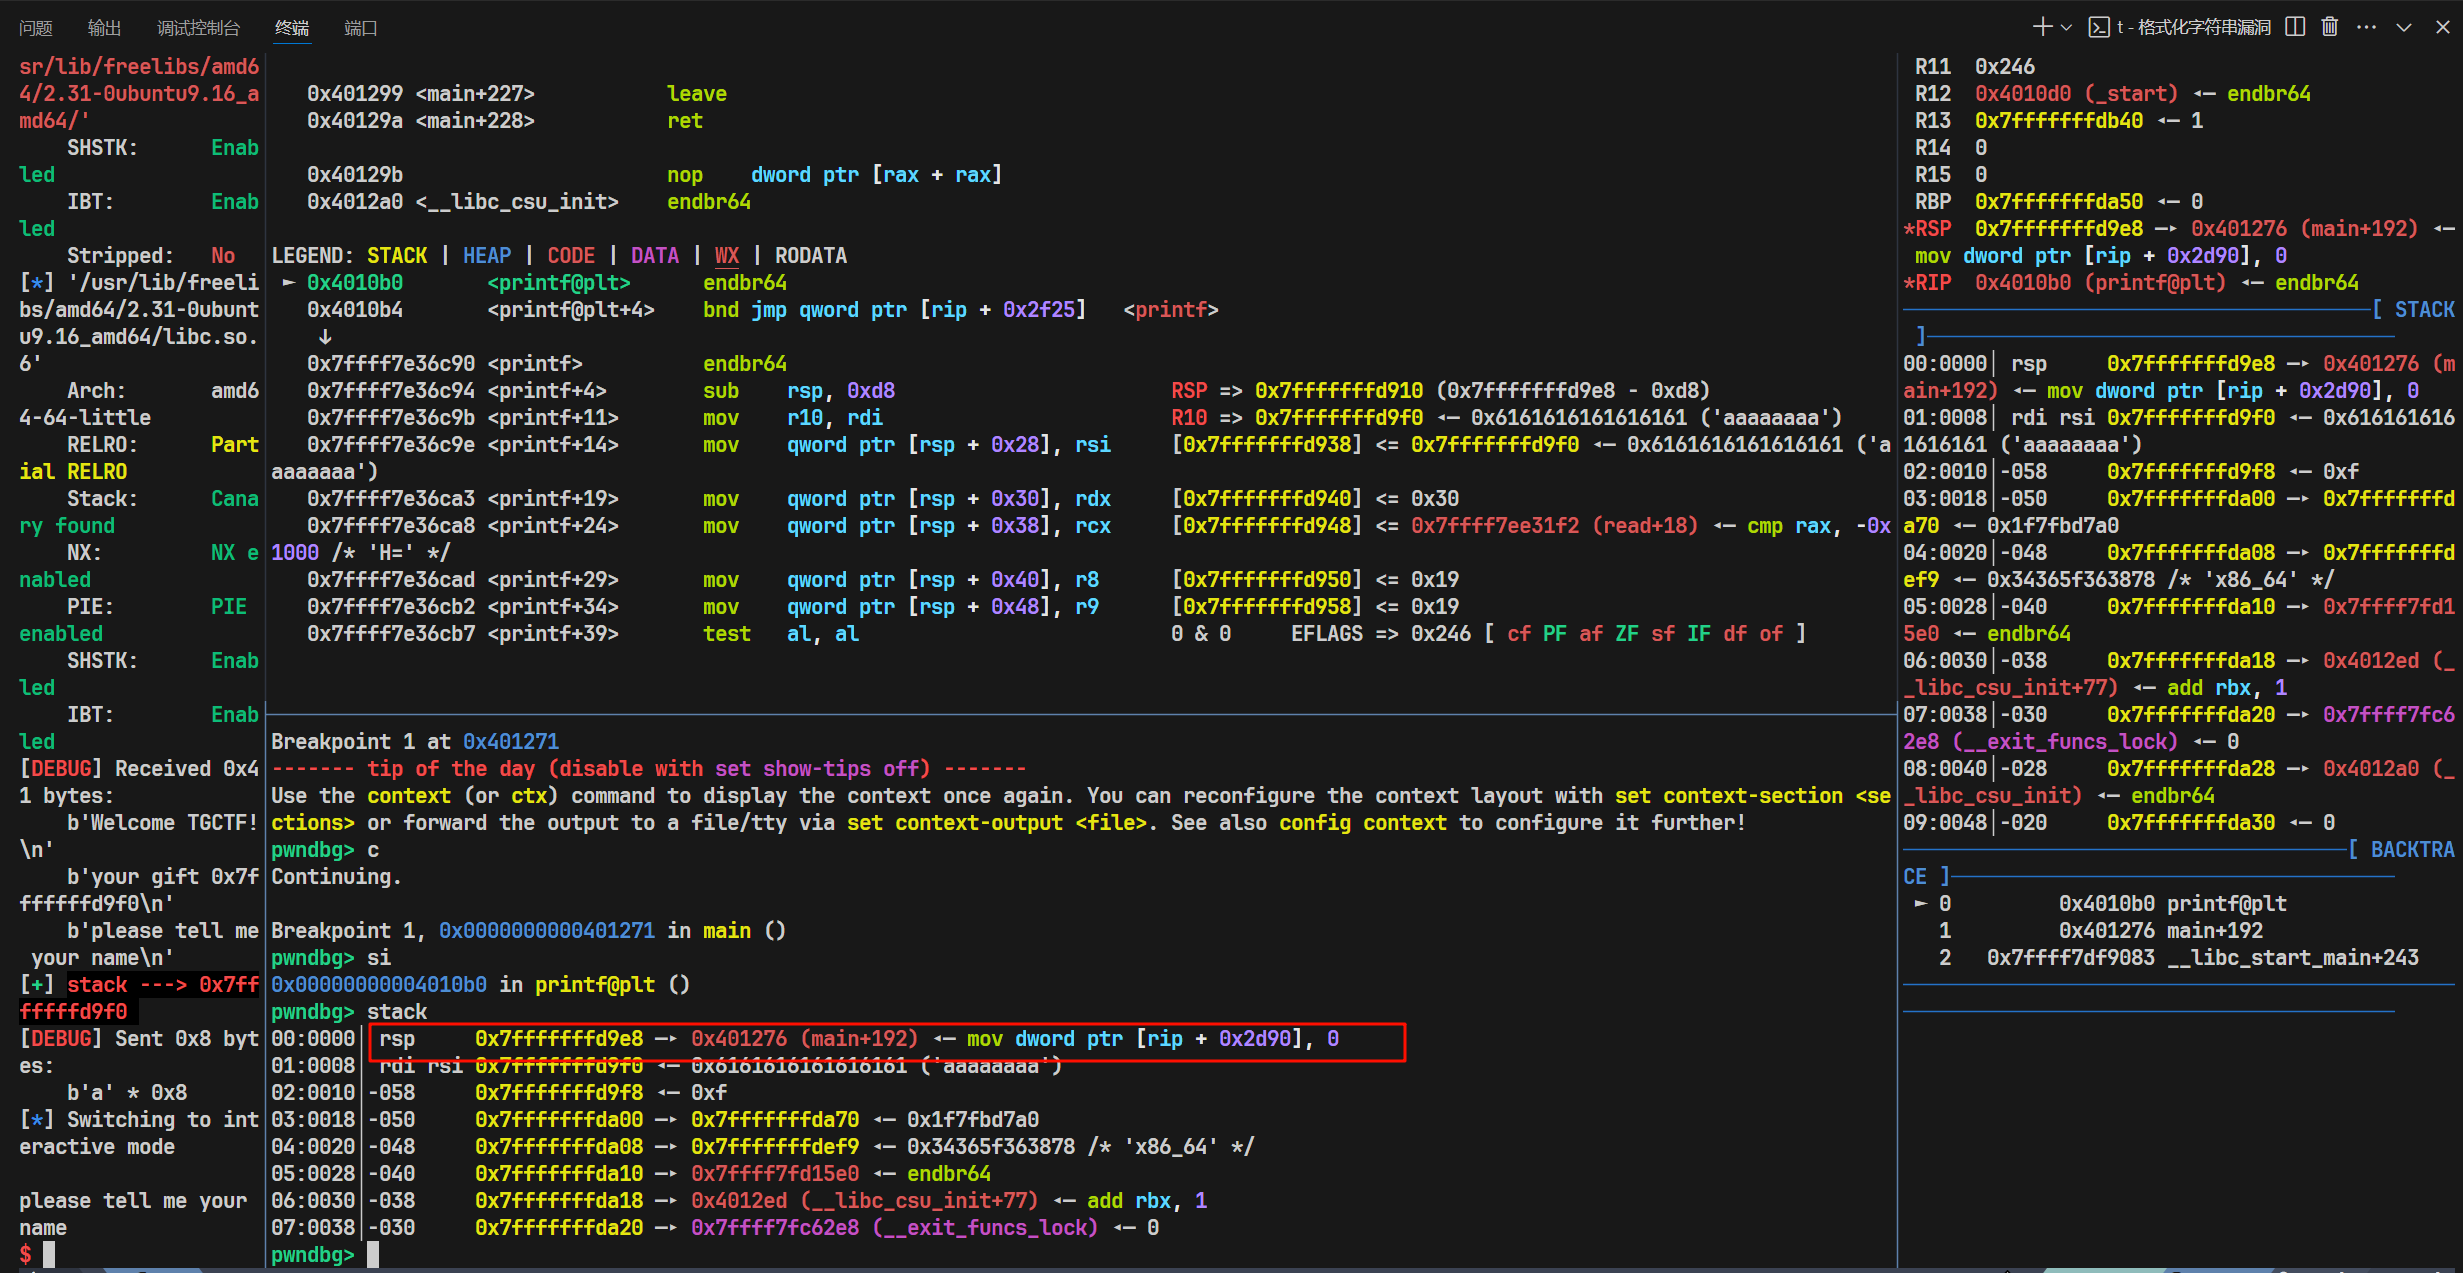 问题 输出 调试控制台 终端 端口
t - 格式化字符串漏洞
sr/lib/freelibs/amd6
4/2.31-0ubuntu9.16_a
md64/'
SHSTK: Enab
led
IBT: Enab
led
Stripped: No
[*] '/usr/lib/freeli
bs/amd64/2.31-0ubunt
u9.16_amd64/libc.so.
6'
Arch: amd6
4-64-little
RELRO: Part
ial RELRO
Stack: Cana
ry found
NX: NX e
nabled
PIE: PIE
enabled
SHSTK: Enab
led
IBT: Enab
led
[DEBUG] Received 0x4
1 bytes:
b'Welcome TGCTF!
\n'
b'your gift 0x7f
ffffffd9f0\n'
b'please tell me
your name\n'
[+] stack ---> 0x7ff
fffffd9f0
[DEBUG] Sent 0x8 byt
es:
b'a' * 0x8
[*] Switching to int
eractive mode
please tell me your
name
$
0x401299 <main+227> leave
0x40129a <main+228> ret
0x40129b nop dword ptr [rax + rax]
0x4012a0 <__libc_csu_init> endbr64
LEGEND: STACK | HEAP | CODE | DATA | WX | RODATA
► 0x4010b0 <printf@plt> endbr64
0x4010b4 <printf@plt+4> bnd jmp qword ptr [rip + 0x2f25] <printf>
↓
0x7ffff7e36c90 <printf> endbr64
0x7ffff7e36c94 <printf+4> sub rsp, 0xd8 RSP => 0x7fffffffd910 (0x7fffffffd9e8 - 0xd8)
0x7ffff7e36c9b <printf+11> mov r10, rdi R10 => 0x7fffffffd9f0 ◂— 0x6161616161616161 ('aaaaaaaa')
0x7ffff7e36c9e <printf+14> mov qword ptr [rsp + 0x28], rsi [0x7fffffffd938] <= 0x7fffffffd9f0 ◂— 0x6161616161616161 ('a
aaaaaaa')
0x7ffff7e36ca3 <printf+19> mov qword ptr [rsp + 0x30], rdx [0x7fffffffd940] <= 0x30
0x7ffff7e36ca8 <printf+24> mov qword ptr [rsp + 0x38], rcx [0x7fffffffd948] <= 0x7ffff7ee31f2 (read+18) ◂— cmp rax, -0x
1000 /* 'H=' */
0x7ffff7e36cad <printf+29> mov qword ptr [rsp + 0x40], r8 [0x7fffffffd950] <= 0x19
0x7ffff7e36cb2 <printf+34> mov qword ptr [rsp + 0x48], r9 [0x7fffffffd958] <= 0x19
0x7ffff7e36cb7 <printf+39> test al, al 0 & 0 EFLAGS => 0x246 [ cf PF af ZF sf IF df of ]
Breakpoint 1 at 0x401271
------- tip of the day (disable with set show-tips off) -------
Use the context (or ctx) command to display the context once again. You can reconfigure the context layout with set context-section <se
ctions> or forward the output to a file/tty via set context-output <file>. See also config context to configure it further!
pwndbg> c
Continuing.
Breakpoint 1, 0x0000000000401271 in main ()
pwndbg> si
0x00000000004010b0 in printf@plt ()
pwndbg> stack
00:0000│ rsp 0x7fffffffd9e8 —▸ 0x401276 (main+192) ◂— mov dword ptr [rip + 0x2d90], 0
01:0008│ rdi rsi 0x7fffffffd9f0 ◂— 0x6161616161616161 ('aaaaaaaa')
02:0010│-058 0x7fffffffd9f8 ◂— 0xf
03:0018│-050 0x7fffffffda00 —▸ 0x7fffffffda70 ◂— 0x1f7fbd7a0
04:0020│-048 0x7fffffffda08 —▸ 0x7fffffffdef9 ◂— 0x34365f363878 /* 'x86_64' */
05:0028│-040 0x7fffffffda10 —▸ 0x7ffff7fd15e0 ◂— endbr64
06:0030│-038 0x7fffffffda18 —▸ 0x4012ed (__libc_csu_init+77) ◂— add rbx, 1
07:0038│-030 0x7fffffffda20 —▸ 0x7ffff7fc62e8 (__exit_funcs_lock) ◂— 0
pwndbg>
R11 0x246
R12 0x4010d0 (_start) ◂— endbr64
R13 0x7fffffffdb40 ◂— 1
R14 0
R15 0
RBP 0x7fffffffda50 ◂— 0
*RSP 0x7fffffffd9e8 —▸ 0x401276 (main+192) ◂—
mov dword ptr [rip + 0x2d90], 0
*RIP 0x4010b0 (printf@plt) ◂— endbr64
[ STACK
]
00:0000│ rsp 0x7fffffffd9e8 —▸ 0x401276 (m
ain+192) ◂— mov dword ptr [rip + 0x2d90], 0
01:0008│ rdi rsi 0x7fffffffd9f0 ◂— 0x616161616
1616161 ('aaaaaaaa')
02:0010│-058 0x7fffffffd9f8 ◂— 0xf
03:0018│-050 0x7fffffffda00 —▸ 0x7fffffffd
a70 ◂— 0x1f7fbd7a0
04:0020│-048 0x7fffffffda08 —▸ 0x7fffffffd
ef9 ◂— 0x34365f363878 /* 'x86_64' */
05:0028│-040 0x7fffffffda10 —▸ 0x7ffff7fd1
5e0 ◂— endbr64
06:0030│-038 0x7fffffffda18 —▸ 0x4012ed (_
_libc_csu_init+77) ◂— add rbx, 1
07:0038│-030 0x7fffffffda20 —▸ 0x7ffff7fc6
2e8 (__exit_funcs_lock) ◂— 0
08:0040│-028 0x7fffffffda28 —▸ 0x4012a0 (_
_libc_csu_init) ◂— endbr64
09:0048│-020 0x7fffffffda30 ◂— 0
[ BACKTRA
CE ]
► 0 0x4010b0 printf@plt
1 0x401276 main+192
2 0x7ffff7df9083 __libc_start_main+243